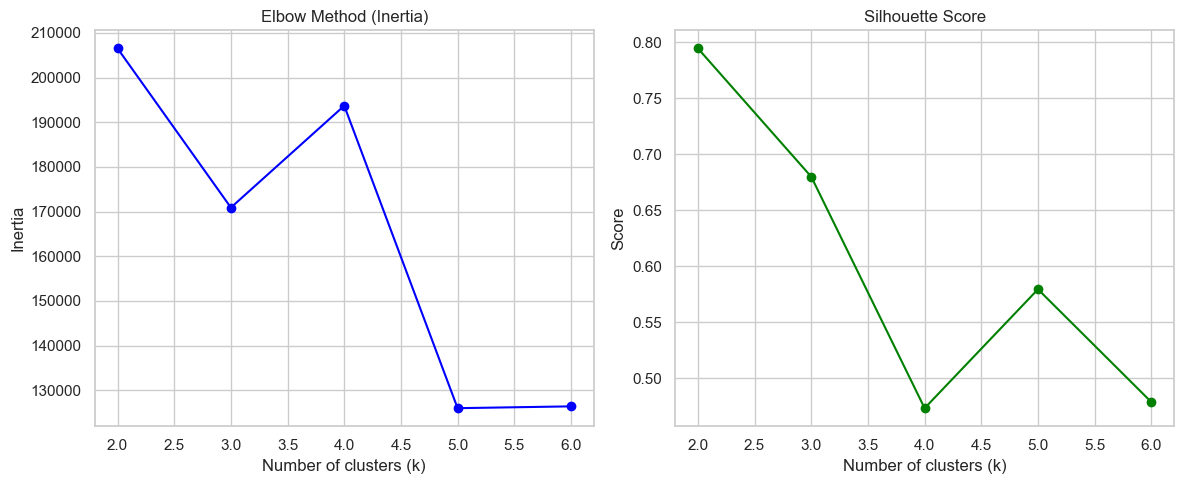 Elbow Method (Inertia)
210000
200000
190000
180000
170000
160000
150000
140000
130000
Inertia
2.0 2.5 3.0 3.5 4.0 4.5 5.0 5.5 6.0
Number of clusters (k)
Silhouette Score
0.80
0.75
0.70
0.65
0.60
0.55
0.50
Score
2.0 2.5 3.0 3.5 4.0 4.5 5.0 5.5 6.0
Number of clusters (k)